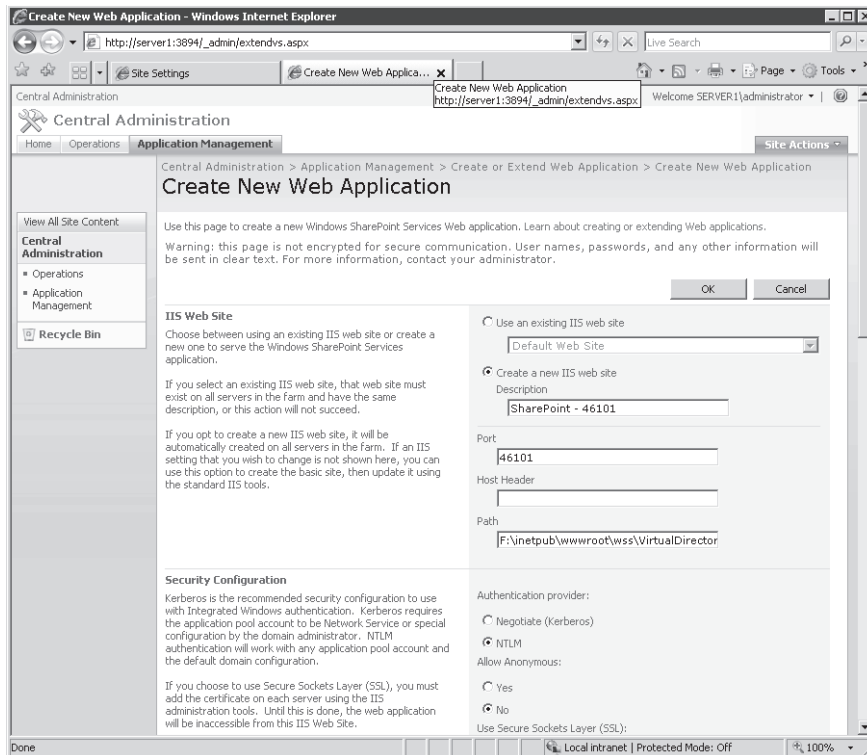 Create New Web Application - Windows Internet Explorer
http://server1:3894/_admin/extendvs.aspx
Live Search
Site Settings
Create New Web Applica...
Page
Tools
Create New Web Application
http://server1:3894/_admin/extendvs.aspx
Central Administration
Welcome SERVER1\administrator
Central Administration
Home
Operations
Application Management
Site Actions
Central Administration > Application Management > Create or Extend Web Application > Create New Web Application
Create New Web Application
View All Site Content
Central
Administration
Operations
Application
Management
Recycle Bin
Use this page to create a new Windows SharePoint Services Web application. Learn about creating or extending Web applications.
Warning: this page is not encrypted for secure communication. User names, passwords, and any other information will
be sent in clear text. For more information, contact your administrator.
OK
Cancel
IIS Web Site
Choose between using an existing IIS web site or create a
new one to serve the Windows SharePoint Services
application.
If you select an existing IIS web site, that web site must
exist on all servers in the farm and have the same
description, or this action will not succeed.
If you opt to create a new IIS web site, it will be
automatically created on all servers in the farm. If an IIS
setting that you wish to change is not shown here, you can
use this option to create the basic site, then update it using
the standard IIS tools.
Use an existing IIS web site
Default Web Site
Create a new IIS web site
Description
SharePoint - 46101
Port
46101
Host Header
Path
F:\inetpub\wwwroot\wss\VirtualDirector
Security Configuration
Kerberos is the recommended security configuration to use
with Integrated Windows authentication. Kerberos requires
the application pool account to be Network Service or special
configuration by the domain administrator. NTLM
authentication will work with any application pool account and
the default domain configuration.
If you choose to use Secure Sockets Layer (SSL), you must
add the certificate on each server using the IIS
administration tools. Until this is done, the web application
will be inaccessible from this IIS Web Site.
Authentication provider:
Negotiate (Kerberos)
NTLM
Allow Anonymous:
Yes
No
Use Secure Sockets Layer (SSL):
Done
Local intranet | Protected Mode: Off
100%